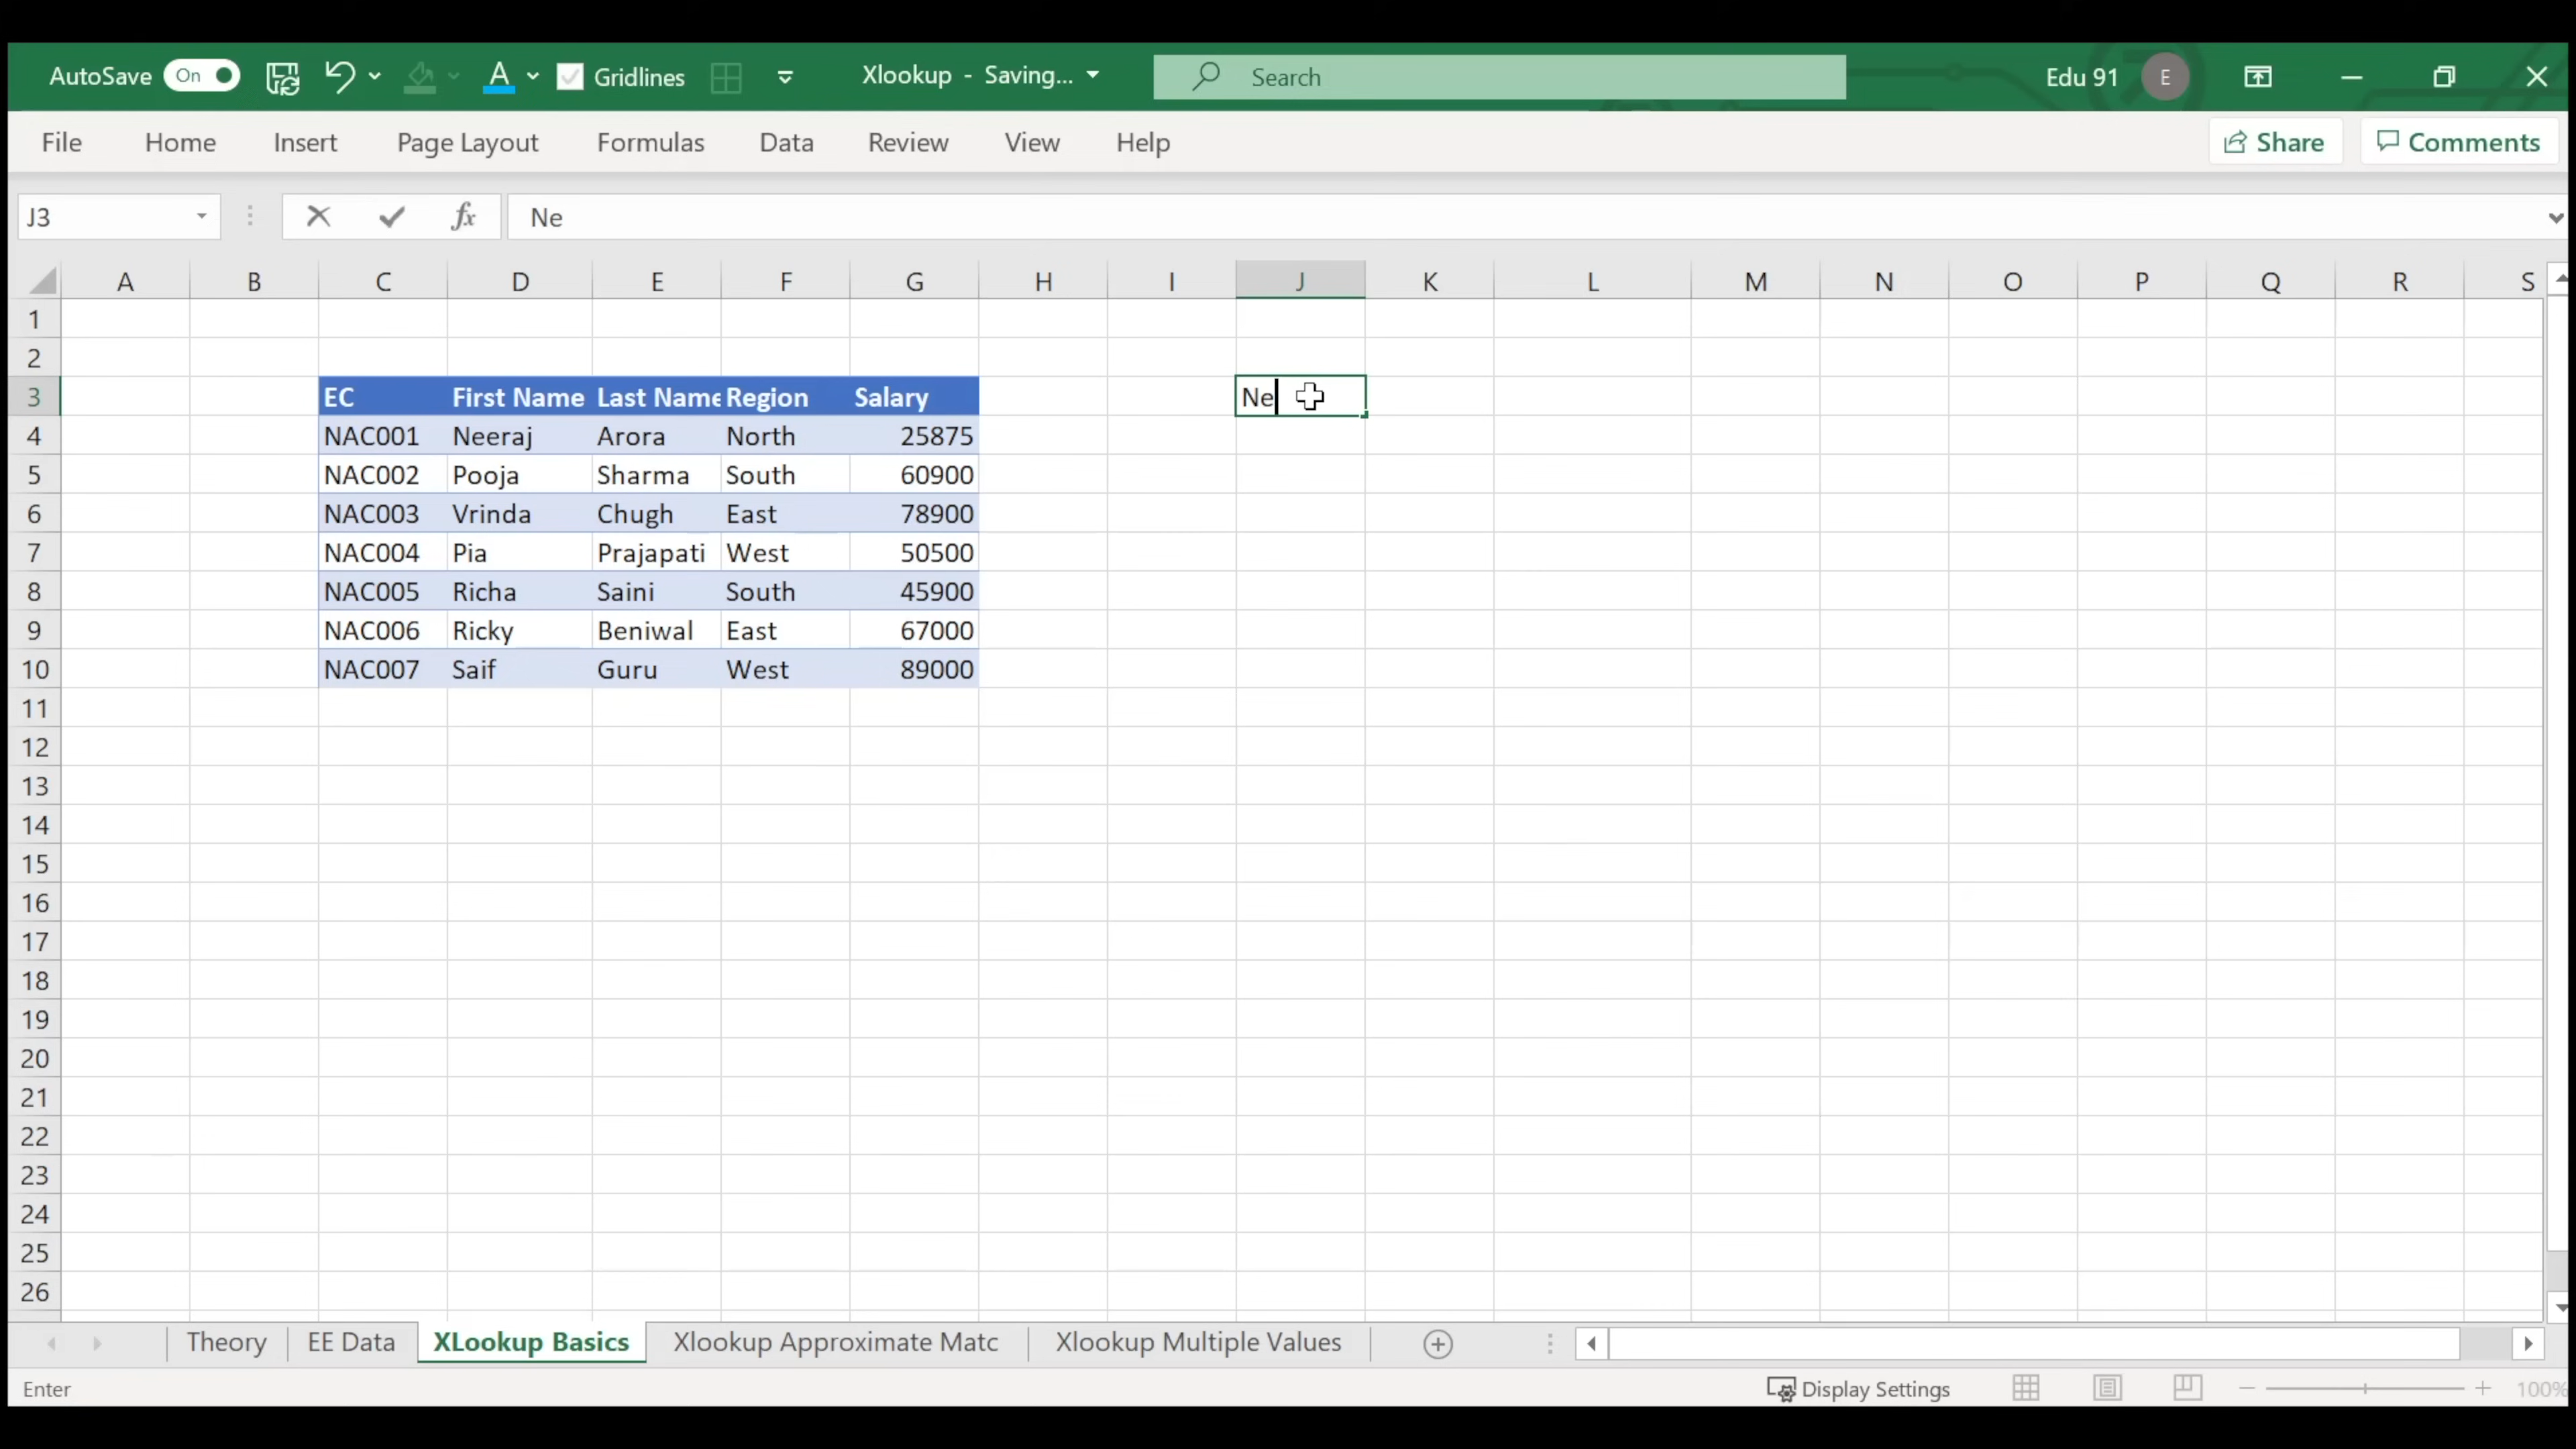 AutoSave On Gridlines Xlookup - Saving... Search Edu 91 E
File Home Insert Page Layout Formulas Data Review View Help Share Comments
J3 fx Ne
A B C D E F G H I J K L M N O P Q R S
1
2
3 EC First Name Last Name Region Salary Ne
4 NAC001 Neeraj Arora North 25875
5 NAC002 Pooja Sharma South 60900
6 NAC003 Vrinda Chugh East 78900
7 NAC004 Pia Prajapati West 50500
8 NAC005 Richa Saini South 45900
9 NAC006 Ricky Beniwal East 67000
10 NAC007 Saif Guru West 89000
11
12
13
14
15
16
17
18
19
20
21
22
23
24
25
26
Theory EE Data XLookup Basics Xlookup Approximate Matc Xlookup Multiple Values
Enter Display Settings 100%